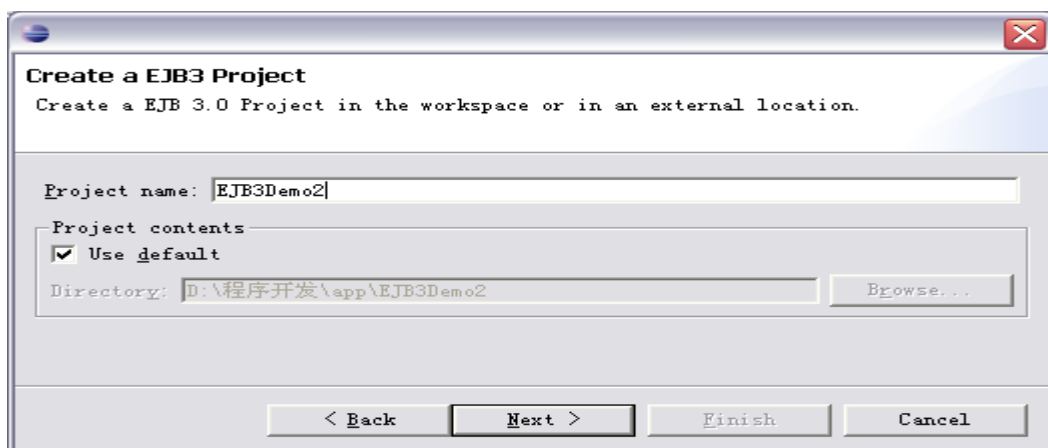 Create a EJB3 Project
Create a EJB 3.0 Project in the workspace or in an external location.
Project name: EJB3Demo2
Project contents
Use default
Directory: D:\程序开发\app\EJB3Demo2 Browse...
< Back Next > Finish Cancel